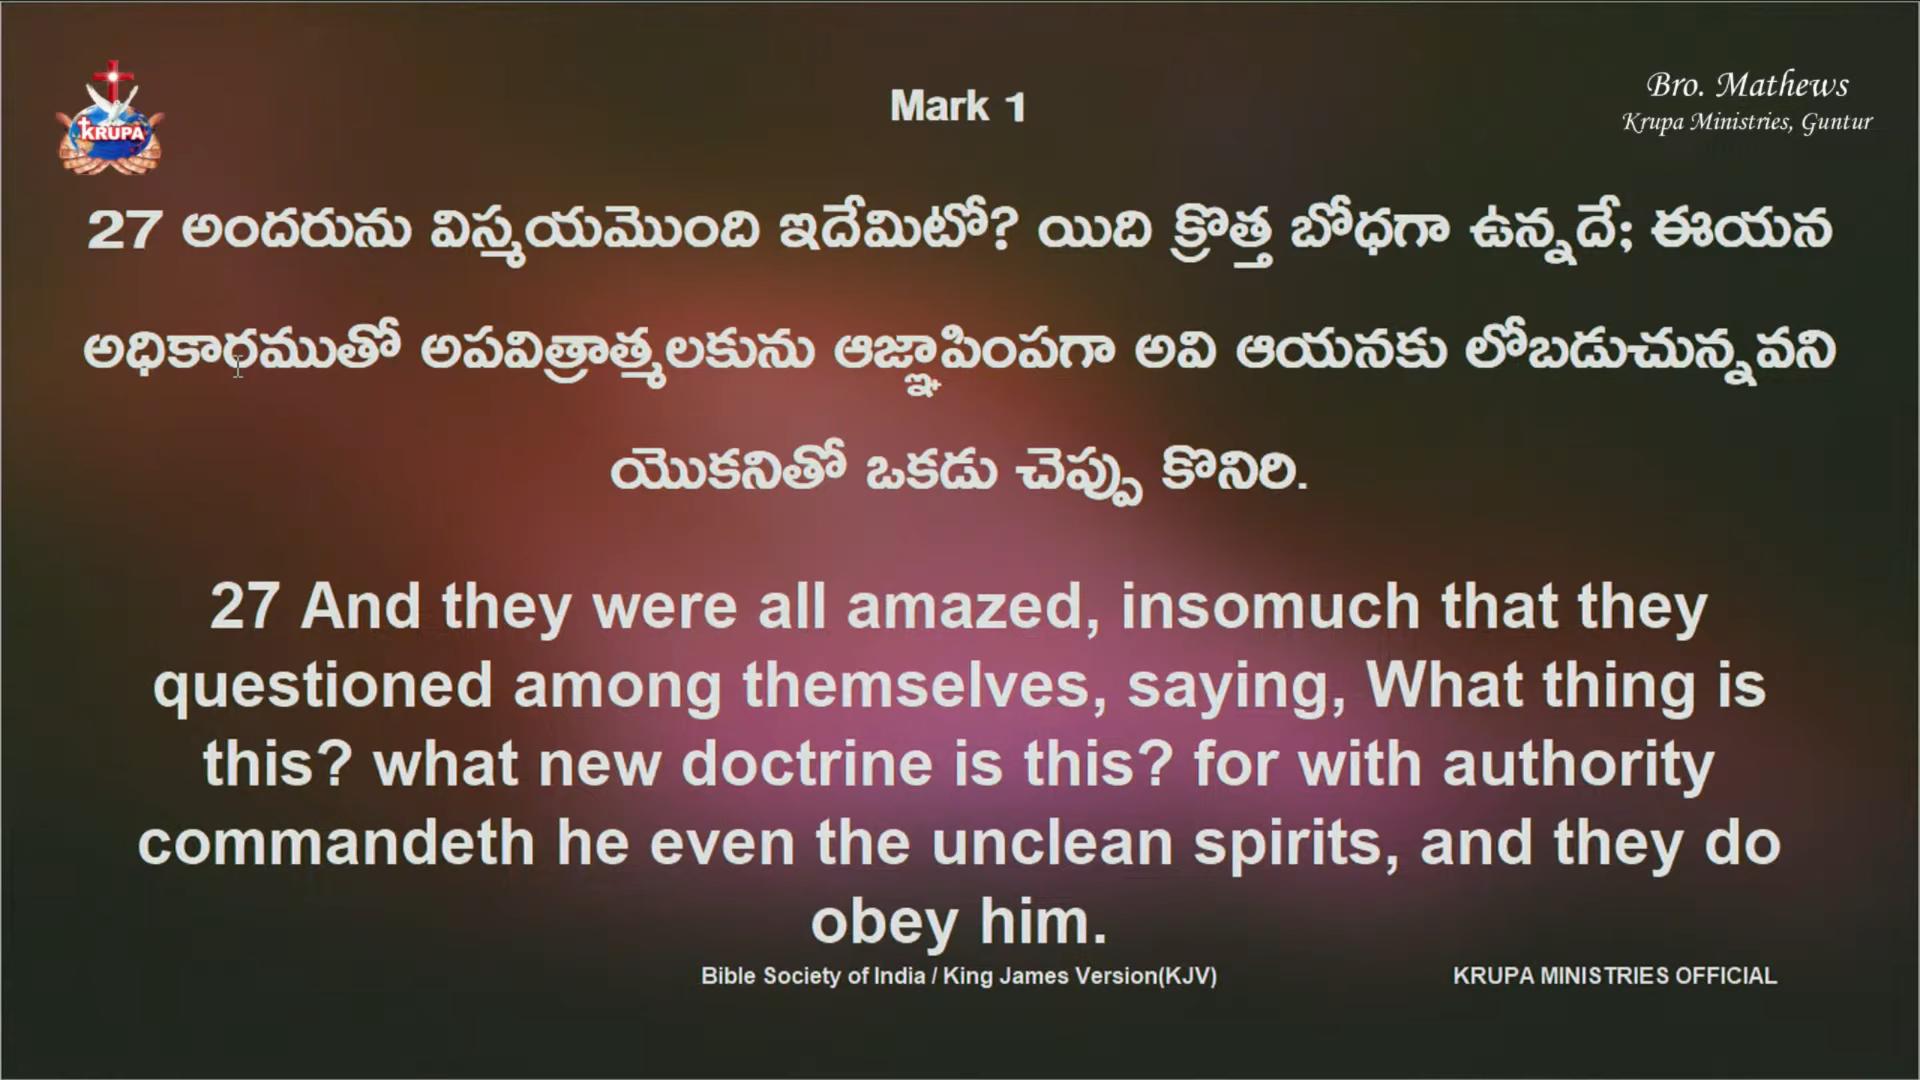 KRUPA
Mark 1
Bro. Mathews
Krupa Ministries, Guntur
27 అందరును విస్మయమొంది ఇదేమిటో? యిది క్రొత్త బోధగా ఉన్నదే; ఈయన
అధికారముతో అపవిత్రాత్మలకును ఆజ్ఞాపింపగా అవి ఆయనకు లోబడుచున్నవని
యొకనితో ఒకడు చెప్పు కొనిరి.
27 And they were all amazed, insomuch that they
questioned among themselves, saying, What thing is
this? what new doctrine is this? for with authority
commandeth he even the unclean spirits, and they do
obey him.
Bible Society of India / King James Version(KJV)
KRUPA MINISTRIES OFFICIAL